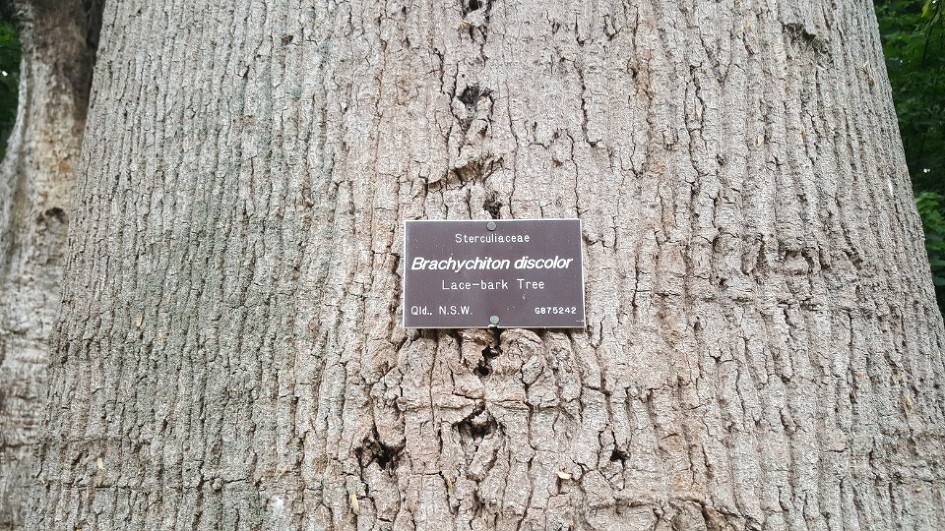 Sterculiaceae
Brachychiton discolor
Lace-bark Tree
Qld., N.S.W. G875242